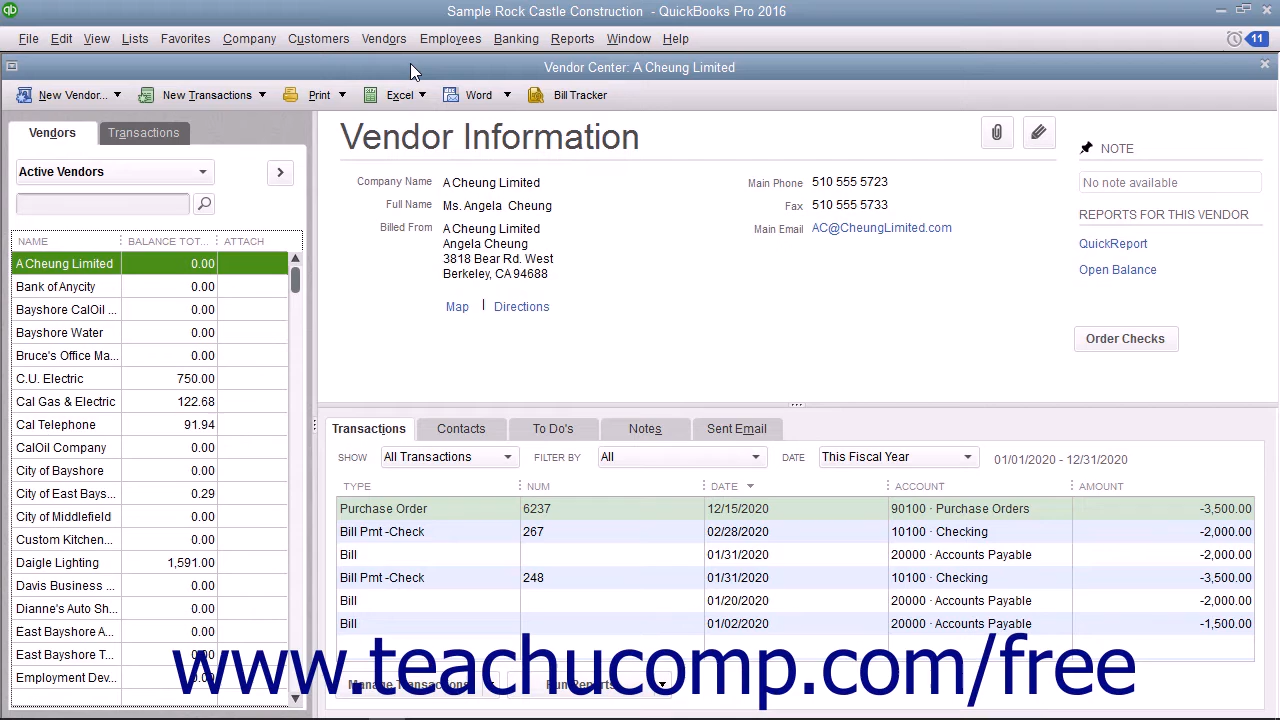 qb Sample Rock Castle Construction - QuickBooks Pro 2016
File Edit View Lists Favorites Company Customers Vendors Employees Banking Reports Window Help 11
Vendor Center: A Cheung Limited
New Vendor... New Transactions Print Excel Word Bill Tracker
Vendors Transactions
Active Vendors
NAME BALANCE TOT... ATTACH
A Cheung Limited 0.00
Bank of Anycity 0.00
Bayshore CalOil ... 0.00
Bayshore Water 0.00
Bruce's Office Ma... 0.00
C.U. Electric 750.00
Cal Gas & Electric 122.68
Cal Telephone 91.94
CalOil Company 0.00
City of Bayshore 0.00
City of East Bays... 0.29
City of Middlefield 0.00
Custom Kitchen... 0.00
Daigle Lighting 1,591.00
Davis Business ... 0.00
Dianne's Auto Sh... 0.00
East Bayshore A... 0.00
East Bayshore T... 0.00
Employment Dev... 0.00
Vendor Information
Company Name A Cheung Limited
Full Name Ms. Angela Cheung
Billed From A Cheung Limited
Angela Cheung
3818 Bear Rd. West
Berkeley, CA 94688
Map | Directions
Main Phone 510 555 5723
Fax 510 555 5733
Main Email AC@CheungLimited.com
NOTE
No note available
REPORTS FOR THIS VENDOR
QuickReport
Open Balance
Order Checks
Transactions Contacts To Do's Notes Sent Email
SHOW All Transactions FILTER BY All DATE This Fiscal Year 01/01/2020 - 12/31/2020
TYPE NUM DATE ACCOUNT AMOUNT
Purchase Order 6237 12/15/2020 90100 · Purchase Orders -3,500.00
Bill Pmt -Check 267 02/28/2020 10100 · Checking -2,000.00
Bill 01/31/2020 20000 · Accounts Payable -2,000.00
Bill Pmt -Check 248 01/31/2020 10100 · Checking -3,500.00
Bill 01/20/2020 20000 · Accounts Payable -2,000.00
Bill 01/02/2020 20000 · Accounts Payable -1,500.00
Manage Transactions Run Reports
www.teachucomp.com/free